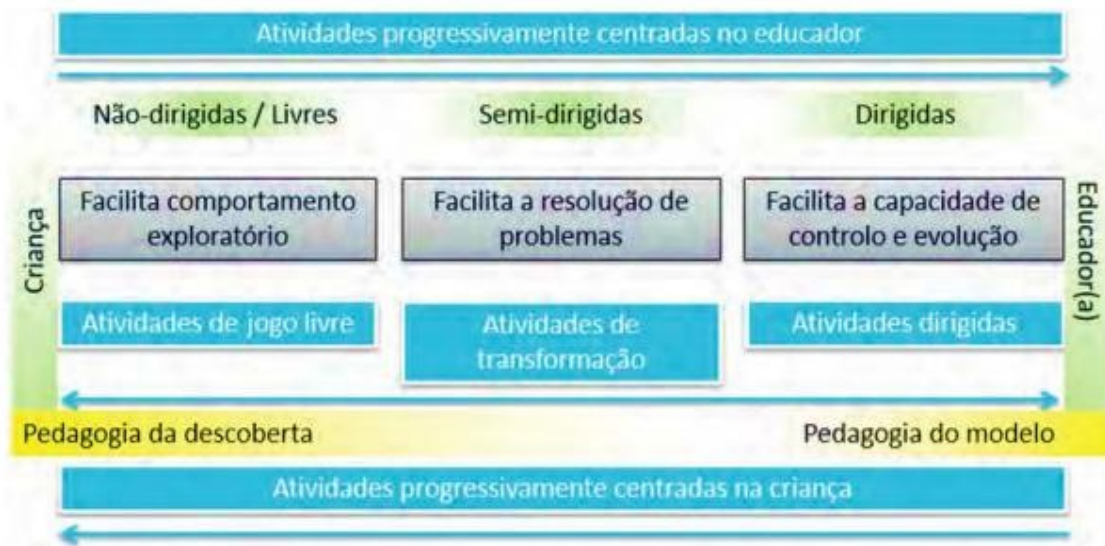 Atividades progressivamente centradas no educador
Não-dirigidas / Livres
Semi-dirigidas
Dirigidas
Criança
Facilita comportamento
exploratório
Facilita a resolução de
problemas
Facilita a capacidade de
controlo e evolução
Educador(a)
Atividades de jogo livre
Atividades de
transformação
Atividades dirigidas
Pedagogia da descoberta
Pedagogia do modelo
Atividades progressivamente centradas na criança